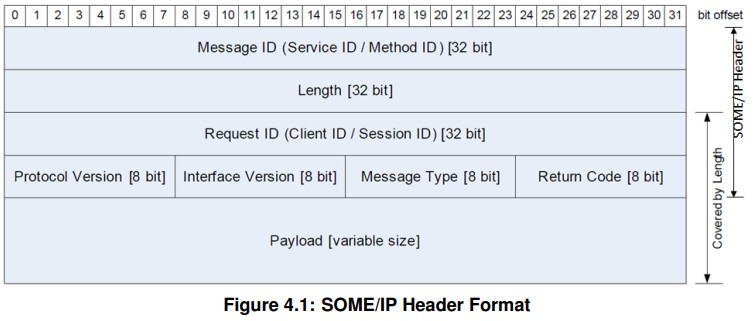 0 1 2 3 4 5 6 7 8 9 10 11 12 13 14 15 16 17 18 19 20 21 22 23 24 25 26 27 28 29 30 31 bit offset
Message ID (Service ID / Method ID) [32 bit]
Length [32 bit]
Request ID (Client ID / Session ID) [32 bit]
Protocol Version [8 bit] Interface Version [8 bit] Message Type [8 bit] Return Code [8 bit]
Payload [variable size]
SOME/IP Header
Covered by Length
Figure 4.1: SOME/IP Header Format